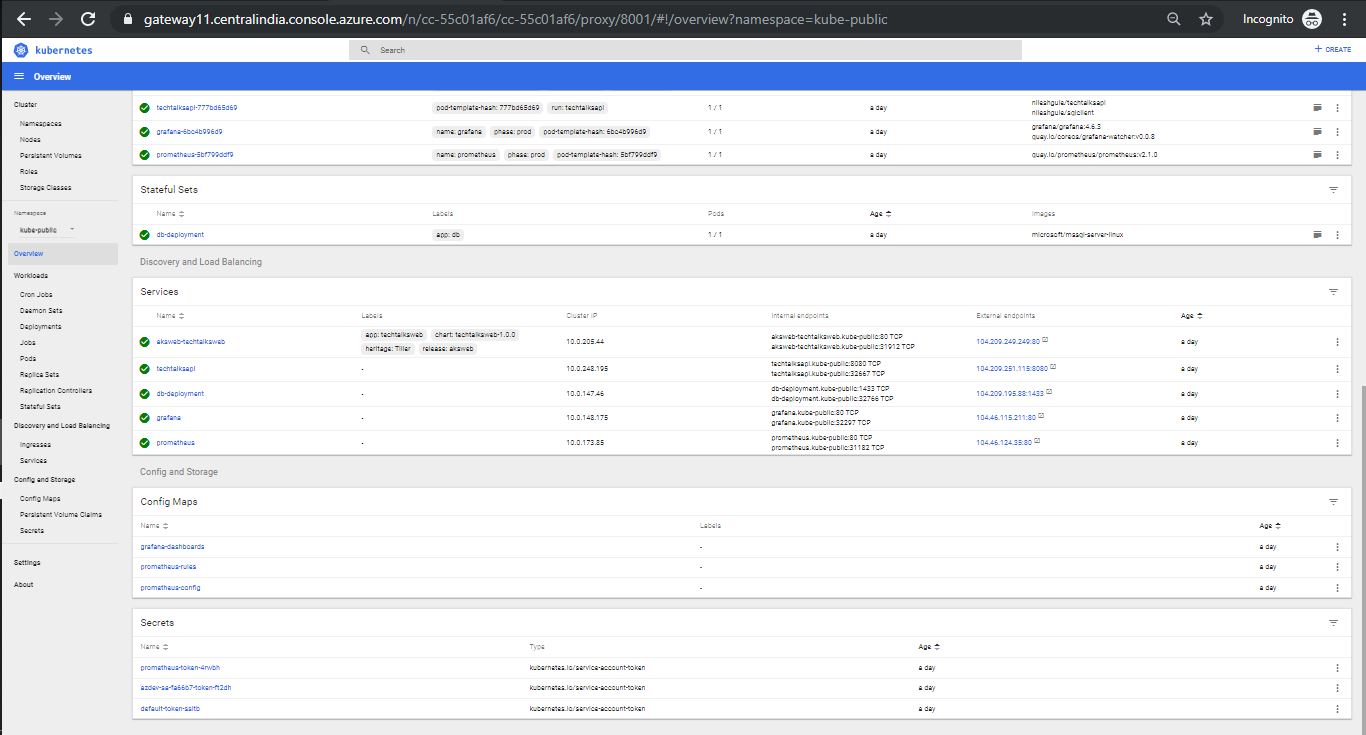 gateway11.centralindia.console.azure.com/n/cc-55c01af6/cc-55c01af6/proxy/8001/#!/overview?namespace=kube-public
Incognito
kubernetes
Search
+ CREATE
Overview
Cluster
Namespaces
Nodes
Persistent Volumes
Roles
Storage Classes
Namespace
kube-public
Overview
Workloads
Cron Jobs
Daemon Sets
Deployments
Jobs
Pods
Replica Sets
Replication Controllers
Stateful Sets
Discovery and Load Balancing
Ingresses
Services
Config and Storage
Config Maps
Persistent Volume Claims
Secrets
Settings
About
techtalksapi-777bd65d69 pod-template-hash: 777bd65d69 run: techtalksapi 1 / 1 a day nileshgule/techtalksapi
nileshgule/sqlclient
grafana-6bc4b996d9 name: grafana phase: prod pod-template-hash: 6bc4b996d9 1 / 1 a day grafana/grafana:4.6.3
quay.io/coreos/grafana-watcher:v0.0.8
prometheus-5bf799ddf9 name: prometheus phase: prod pod-template-hash: 5bf799ddf9 1 / 1 a day quay.io/prometheus/prometheus:v2.1.0
Stateful Sets
Name Labels Pods Age Images
db-deployment app: db 1 / 1 a day microsoft/mssql-server-linux
Discovery and Load Balancing
Services
Name Labels Cluster IP Internal endpoints External endpoints Age
aksweb-techtalksweb app: techtalksweb chart: techtalksweb-1.0.0 10.0.205.44 aksweb-techtalksweb.kube-public:80 TCP 104.209.249.249:80 a day
heritage: Tiller release: aksweb aksweb-techtalksweb.kube-public:31912 TCP
techtalksapi - 10.0.248.195 techtalksapi.kube-public:8080 TCP 104.209.251.115:8080 a day
techtalksapi.kube-public:32667 TCP
db-deployment - 10.0.147.46 db-deployment.kube-public:1433 TCP 104.209.195.88:1433 a day
db-deployment.kube-public:32766 TCP
grafana - 10.0.148.175 grafana.kube-public:80 TCP 104.46.115.211:80 a day
grafana.kube-public:32297 TCP
prometheus - 10.0.173.85 prometheus.kube-public:80 TCP 104.46.124.35:80 a day
prometheus.kube-public:31182 TCP
Config and Storage
Config Maps
Name Labels Age
grafana-dashboards - a day
prometheus-rules - a day
prometheus-config - a day
Secrets
Name Type Age
prometheus-token-4rwbh kubernetes.io/service-account-token a day
azdev-sa-fa66b7-token-ft2dh kubernetes.io/service-account-token a day
default-token-ssltb kubernetes.io/service-account-token a day